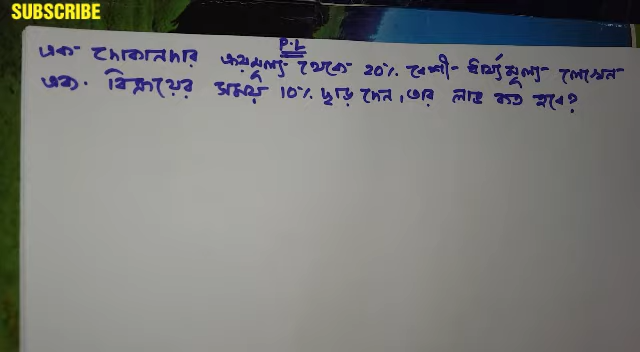 SUBSCRIBE
P.L
এক দোকানদার ক্রয়মূল্য থেকে 20% বেশী ধার্য্যমূল্য লেখেন
এবং বিক্রয়ের সময় 10% ছাড় দেন, তার লাভ কত হবে?